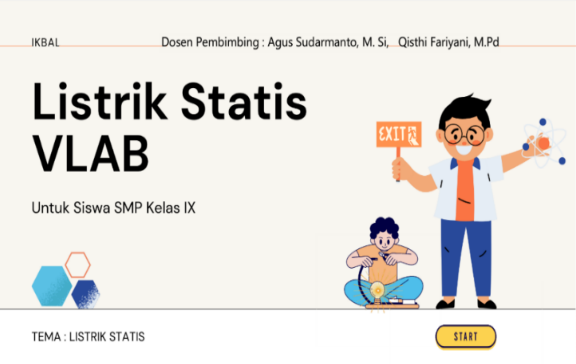 IKBAL
Dosen Pembimbing : Agus Sudarmanto, M. Si, Qisthi Fariyani, M.Pd
Listrik Statis
VLAB
EXIT
Untuk Siswa SMP Kelas IX
TEMA : LISTRIK STATIS
START